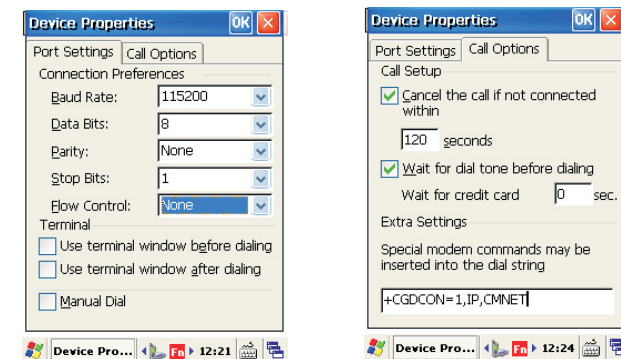 Device Properties OK
Port Settings Call Options
Connection Preferences
Baud Rate: 115200
Data Bits: 8
Parity: None
Stop Bits: 1
Flow Control: None
Terminal
Use terminal window before dialing
Use terminal window after dialing
Manual Dial
Device Pro... Fn 12:21
Device Properties OK
Port Settings Call Options
Call Setup
Cancel the call if not connected
within
120 seconds
Wait for dial tone before dialing
Wait for credit card 0 sec.
Extra Settings
Special modem commands may be
inserted into the dial string
+CGDCON=1,IP,CMNET
Device Pro... Fn 12:24